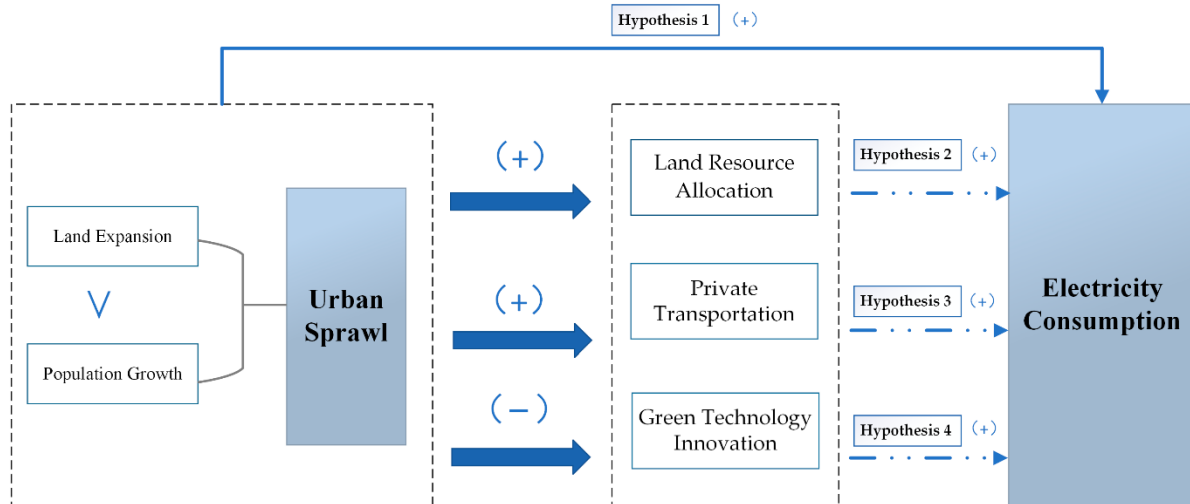 Hypothesis 1 (+)
(+)
Land Resource
Allocation
Hypothesis 2 (+)
Land Expansion
∨
Population Growth
Urban
Sprawl
(+)
Private
Transportation
Hypothesis 3 (+)
Electricity
Consumption
(−)
Green Technology
Innovation
Hypothesis 4 (+)